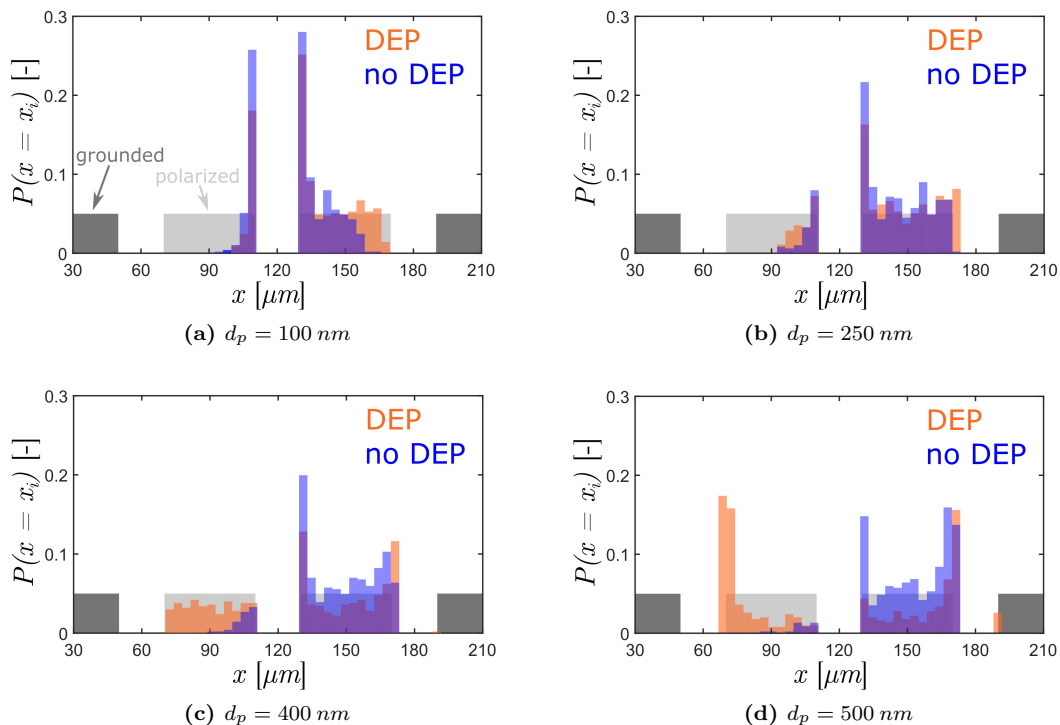 0.3
0.2
0.1
0
P(x = x_i) [-]
DEP
no DEP
grounded
polarized
30 60 90 120 150 180 210
x [μm]
(a) d_p = 100 nm
0.3
0.2
0.1
0
P(x = x_i) [-]
DEP
no DEP
30 60 90 120 150 180 210
x [μm]
(b) d_p = 250 nm
0.3
0.2
0.1
0
P(x = x_i) [-]
DEP
no DEP
30 60 90 120 150 180 210
x [μm]
(c) d_p = 400 nm
0.3
0.2
0.1
0
P(x = x_i) [-]
DEP
no DEP
30 60 90 120 150 180 210
x [μm]
(d) d_p = 500 nm